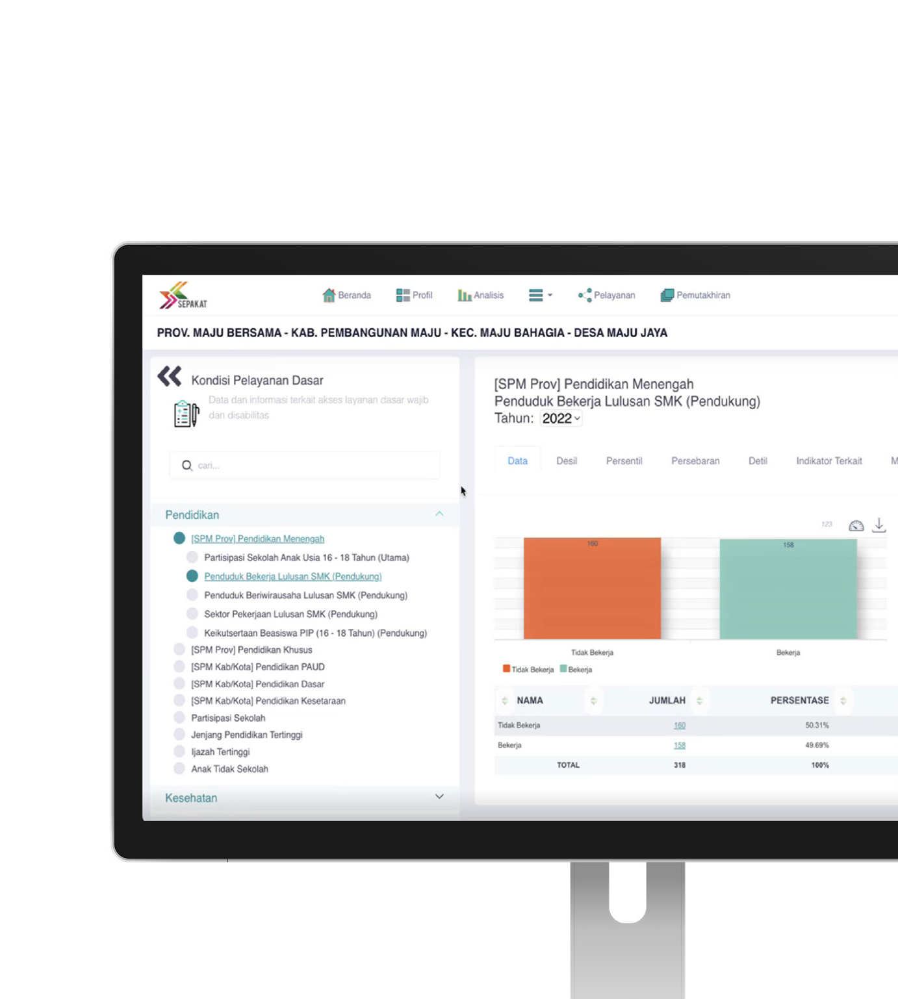 SEPAKAT
Beranda
Profil
Analisis
Pelayanan
Pemutakhiran
PROV. MAJU BERSAMA - KAB. PEMBANGUNAN MAJU - KEC. MAJU BAHAGIA - DESA MAJU JAYA
Kondisi Pelayanan Dasar
Data dan informasi terkait akses layanan dasar wajib
dan disabilitas
cari...
Pendidikan
[SPM Prov] Pendidikan Menengah
Partisipasi Sekolah Anak Usia 16 - 18 Tahun (Utama)
Penduduk Bekerja Lulusan SMK (Pendukung)
Penduduk Beriwirausaha Lulusan SMK (Pendukung)
Sektor Pekerjaan Lulusan SMK (Pendukung)
Keikutsertaan Beasiswa PIP (16 - 18 Tahun) (Pendukung)
[SPM Prov] Pendidikan Khusus
[SPM Kab/Kota] Pendidikan PAUD
[SPM Kab/Kota] Pendidikan Dasar
[SPM Kab/Kota] Pendidikan Kesetaraan
Partisipasi Sekolah
Jenjang Pendidikan Tertinggi
Ijazah Tertinggi
Anak Tidak Sekolah
Kesehatan
[SPM Prov] Pendidikan Menengah
Penduduk Bekerja Lulusan SMK (Pendukung)
Tahun: 2022
Data Desil Persentil Persebaran Detil Indikator Terkait M
123
160
158
Tidak Bekerja
Bekerja
Tidak Bekerja Bekerja
NAMA JUMLAH PERSENTASE
Tidak Bekerja 160 50.31%
Bekerja 158 49.69%
TOTAL 318 100%